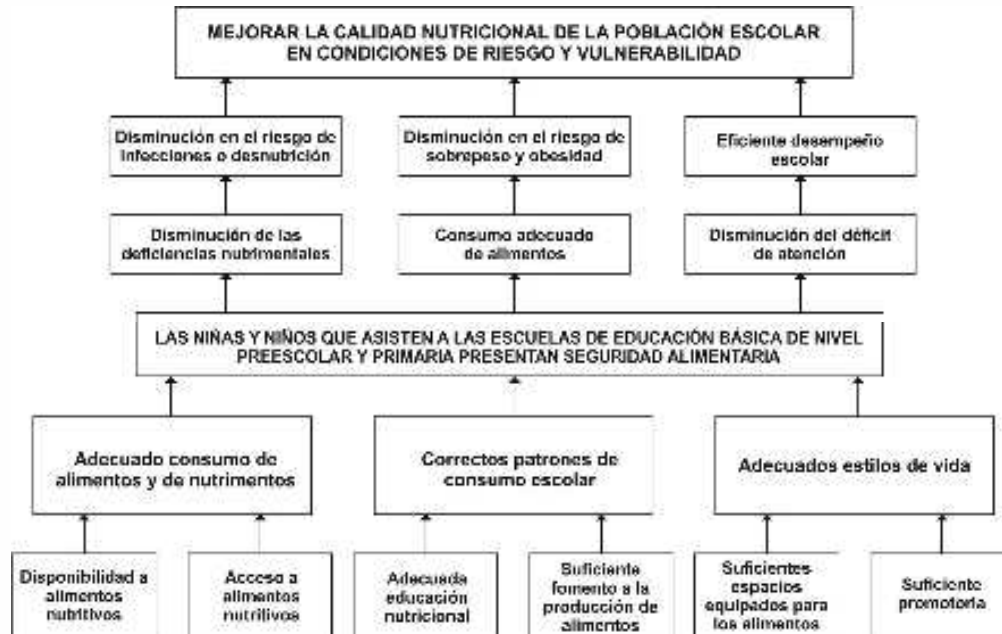 MEJORAR LA CALIDAD NUTRICIONAL DE LA POBLACIÓN ESCOLAR
EN CONDICIONES DE RIESGO Y VULNERABILIDAD
Disminución en el riesgo de
infecciones o desnutrición
Disminución en el riesgo de
sobrepeso y obesidad
Eficiente desempeño
escolar
Disminución de las
deficiencias nutrimentales
Consumo adecuado
de alimentos
Disminución del déficit
de atención
LAS NIÑAS Y NIÑOS QUE ASISTEN A LAS ESCUELAS DE EDUCACIÓN BÁSICA DE NIVEL
PREESCOLAR Y PRIMARIA PRESENTAN SEGURIDAD ALIMENTARIA
Adecuado consumo de
alimentos y de nutrimentos
Correctos patrones de
consumo escolar
Adecuados estilos de vida
Disponibilidad a
alimentos
nutritivos
Acceso a
alimentos
nutritivos
Adecuada
educación
nutricional
Suficiente
fomento a la
producción de
alimentos
Suficientes
espacios
equipados para
los alimentos
Suficiente
promotoria